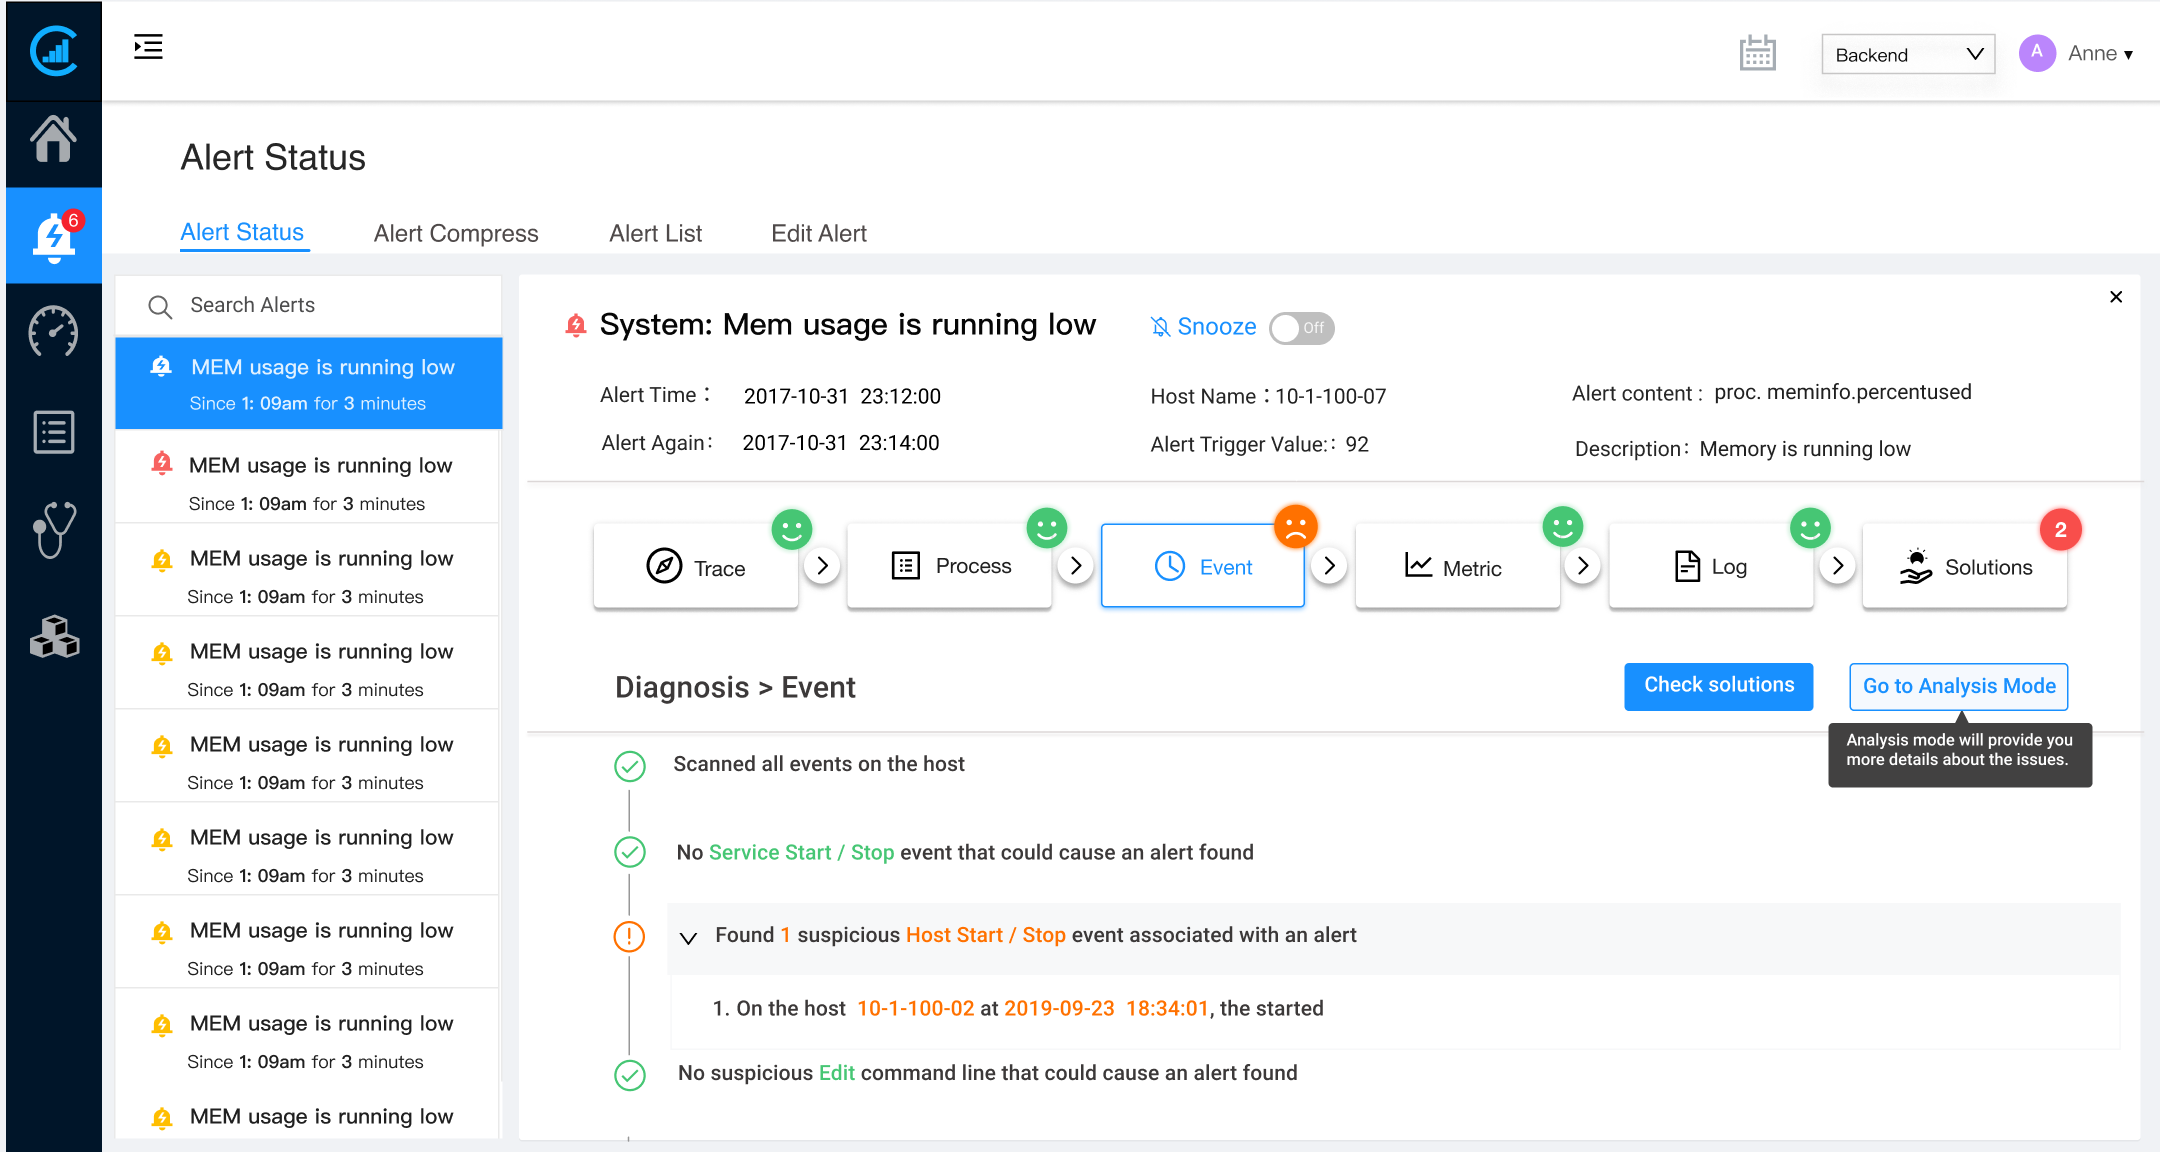 Backend
A
Anne
Alert Status
6
Alert Status
Alert Compress
Alert List
Edit Alert
Search Alerts
MEM usage is running low
Since 1: 09am for 3 minutes
MEM usage is running low
Since 1: 09am for 3 minutes
MEM usage is running low
Since 1: 09am for 3 minutes
MEM usage is running low
Since 1: 09am for 3 minutes
MEM usage is running low
Since 1: 09am for 3 minutes
MEM usage is running low
Since 1: 09am for 3 minutes
MEM usage is running low
Since 1: 09am for 3 minutes
MEM usage is running low
Since 1: 09am for 3 minutes
MEM usage is running low
System: Mem usage is running low
Snooze
Off
Alert Time : 2017-10-31 23:12:00
Host Name : 10-1-100-07
Alert content : proc. meminfo.percentused
Alert Again: 2017-10-31 23:14:00
Alert Trigger Value:: 92
Description: Memory is running low
Trace
Process
Event
Metric
Log
Solutions
2
Diagnosis > Event
Check solutions
Go to Analysis Mode
Analysis mode will provide you
more details about the issues.
Scanned all events on the host
No Service Start / Stop event that could cause an alert found
Found 1 suspicious Host Start / Stop event associated with an alert
1. On the host 10-1-100-02 at 2019-09-23 18:34:01, the started
No suspicious Edit command line that could cause an alert found